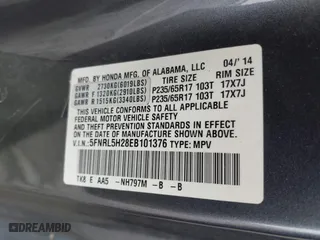 MFD. BY HONDA MFG. OF ALABAMA, LLC 04/'14
GVWR 2730KG(6019LBS) TIRE SIZE RIM SIZE
GAWR F 1320KG(2910LBS) P235/65R17 103T 17X7J
GAWR R 1515KG(3340LBS) P235/65R17 103T 17X7J
THIS VEHICLE CONFORMS TO ALL APPLICABLE
FEDERAL MOTOR VEHICLE SAFETY AND THEFT
PREVENTION STANDARDS IN EFFECT ON THE DATE
OF MANUFACTURE SHOWN ABOVE.
V.I.N.: 5FNRL5H28EB101376 TYPE: MPV
TK8 E AA5 -NH797M -B -B
DREAMBID